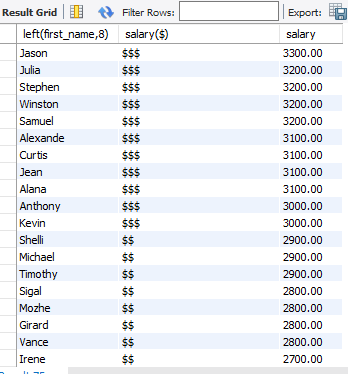 Result Grid Filter Rows: Export:
left(first_name,8) salary($) salary
Jason $$$ 3300.00
Julia $$$ 3200.00
Stephen $$$ 3200.00
Winston $$$ 3200.00
Samuel $$$ 3200.00
Alexande $$$ 3100.00
Curtis $$$ 3100.00
Jean $$$ 3100.00
Alana $$$ 3100.00
Anthony $$$ 3000.00
Kevin $$$ 3000.00
Shelli $$ 2900.00
Michael $$ 2900.00
Timothy $$ 2900.00
Sigal $$ 2800.00
Mozhe $$ 2800.00
Girard $$ 2800.00
Vance $$ 2800.00
Irene $$ 2700.00